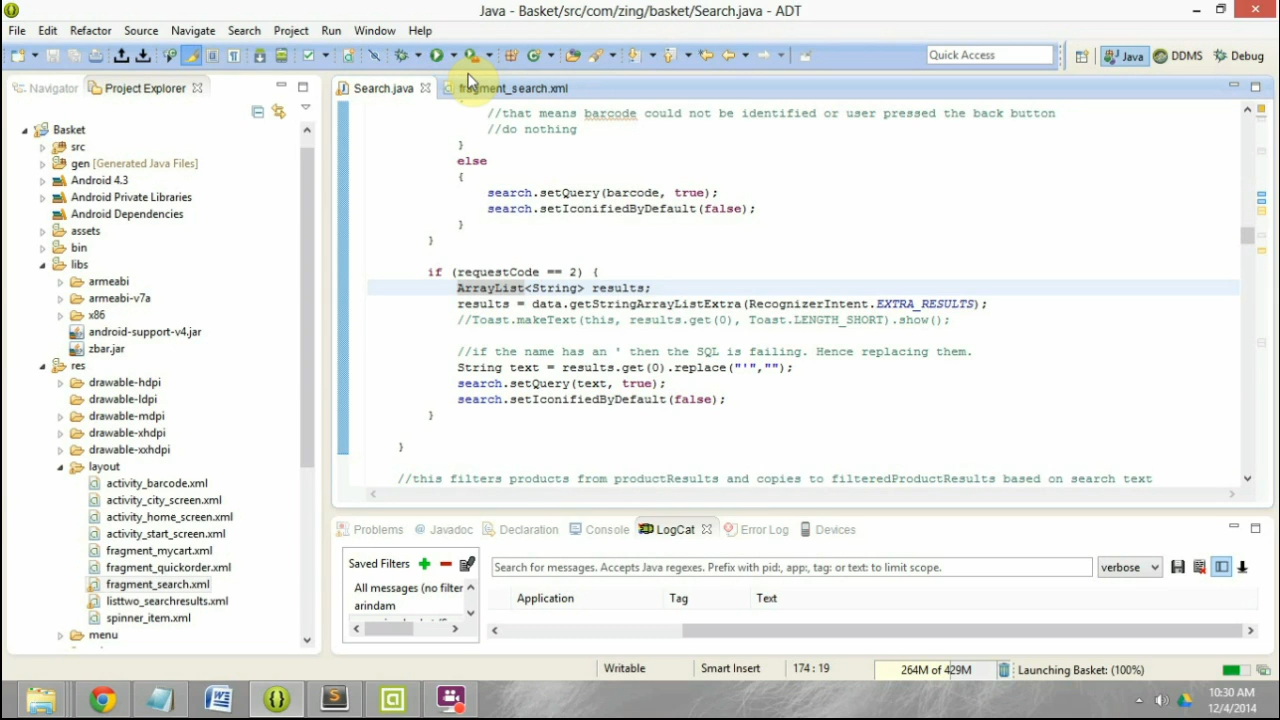 Java - Basket/src/com/zing/basket/Search.java - ADT
File Edit Refactor Source Navigate Search Project Run Window Help
Quick Access
Java
DDMS
Debug
Navigator
Project Explorer
Basket
src
gen [Generated Java Files]
Android 4.3
Android Private Libraries
Android Dependencies
assets
bin
libs
armeabi
armeabi-v7a
x86
android-support-v4.jar
zbar.jar
res
drawable-hdpi
drawable-ldpi
drawable-mdpi
drawable-xhdpi
drawable-xxhdpi
layout
activity_barcode.xml
activity_city_screen.xml
activity_home_screen.xml
activity_start_screen.xml
fragment_mycart.xml
fragment_quickorder.xml
fragment_search.xml
listtwo_searchresults.xml
spinner_item.xml
menu
Search.java
fragment_search.xml
//that means barcode could not be identified or user pressed the back button
//do nothing
}
else
{
search.setQuery(barcode, true);
search.setIconifiedByDefault(false);
}
}
if (requestCode == 2) {
ArrayList<String> results;
results = data.getStringArrayListExtra(RecognizerIntent.EXTRA_RESULTS);
//Toast.makeText(this, results.get(0), Toast.LENGTH_SHORT).show();
//if the name has an ' then the SQL is failing. Hence replacing them.
String text = results.get(0).replace("'","");
search.setQuery(text, true);
search.setIconifiedByDefault(false);
}
}
//this filters products from productResults and copies to filteredProductResults based on search text
Problems
Javadoc
Declaration
Console
LogCat
Error Log
Devices
Saved Filters
All messages (no filter
arindam
Search for messages. Accepts Java regexes. Prefix with pid:, app:, tag: or text: to limit scope.
verbose
Application
Tag
Text
Writable
Smart Insert
174 : 19
264M of 429M
Launching Basket: (100%)
10:30 AM
12/4/2014